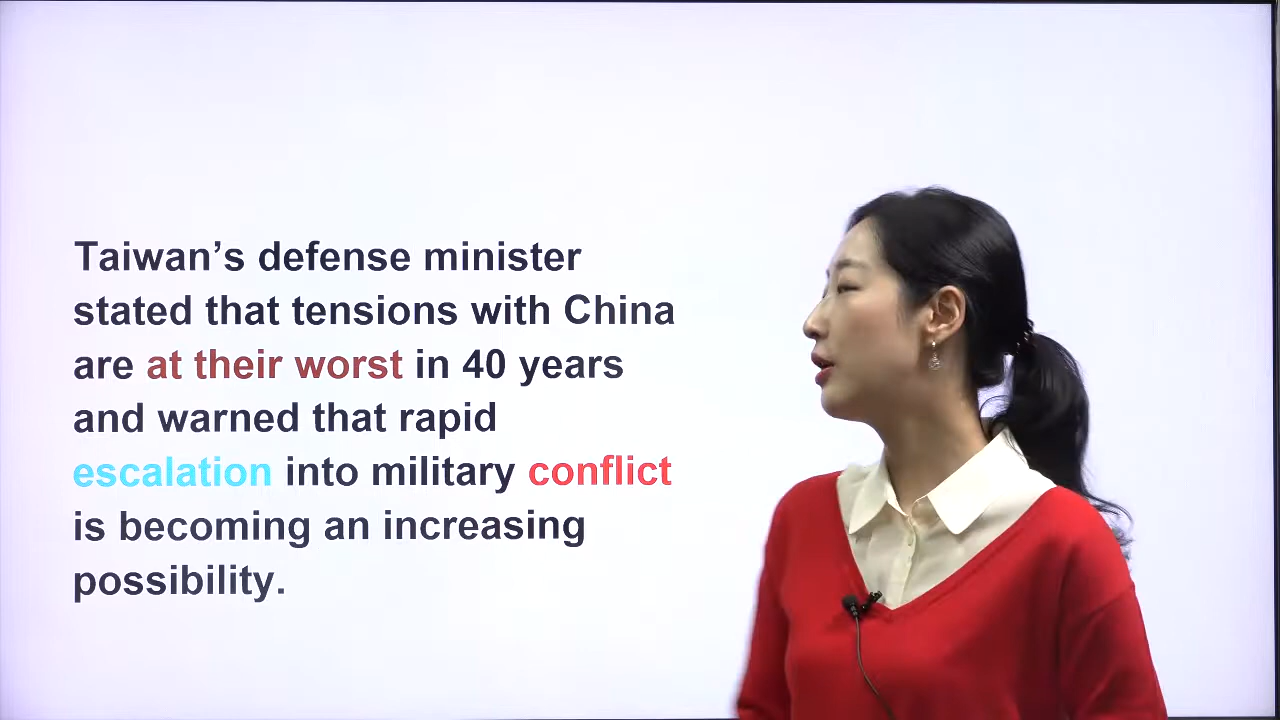 Taiwan’s defense minister
stated that tensions with China
are at their worst in 40 years
and warned that rapid
escalation into military conflict
is becoming an increasing
possibility.